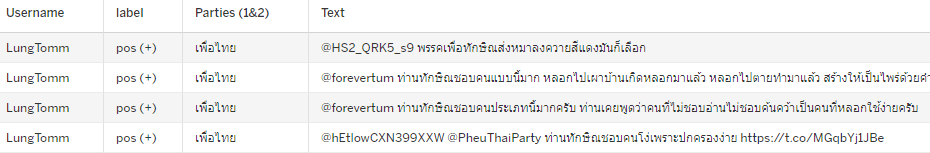 Username label Parties (1&2) Text
LungTomm pos (+) เพื่อไทย @HS2_QRK5_s9 พรรคเพื่อทักษิณส่งหมาลงควายสีแดงมันก็เลือก
LungTomm pos (+) เพื่อไทย @forevertum ท่านทักษิณชอบคนแบบนี้มาก หลอกไปเผาบ้านเกิดหลอกมาแล้ว หลอกไปตายทำมาแล้ว สร้างให้เป็นไพร่ด้วย
LungTomm pos (+) เพื่อไทย @forevertum ท่านทักษิณชอบคนประเภทนี้มากครับ ท่านเคยพูดว่าคนที่ไม่ชอบอ่านไม่ชอบค้นคว้าเป็นคนที่หลอกใช้ง่ายครับ
LungTomm pos (+) เพื่อไทย @hEtIowCXN399XXW @PheuThaiParty ท่านทักษิณชอบคนโง่เพราะปกครองง่าย https://t.co/MGqbYj1JBe